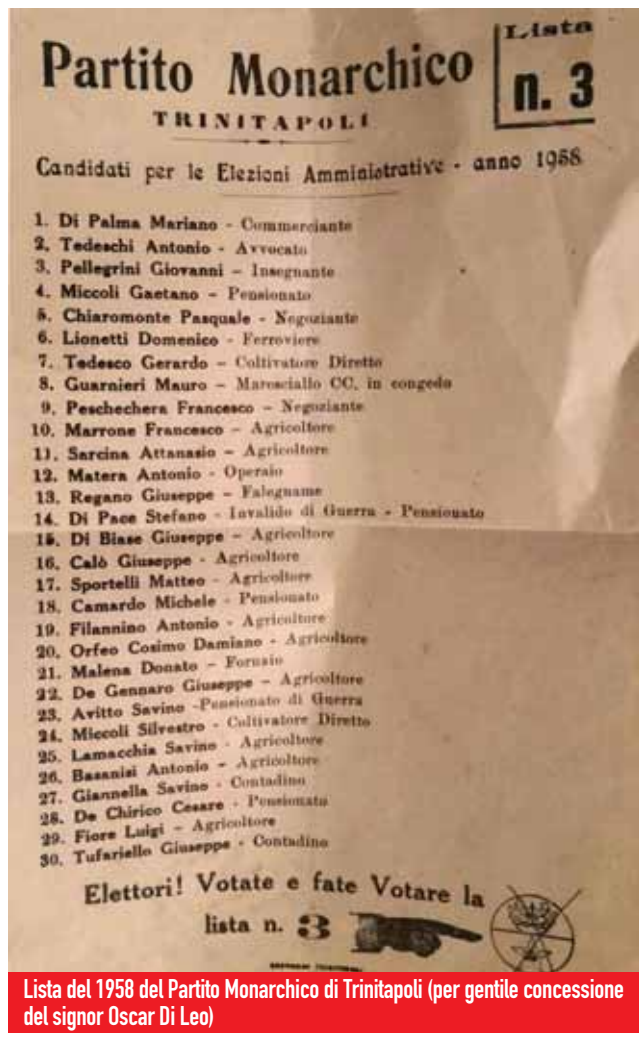 Lista
n. 3
Partito Monarchico
TRINITAPOLI
Candidati per le Elezioni Amministrative - anno 1958
1. Di Palma Mariano - Commerciante
2. Tedeschi Antonio - Avvocato
3. Pellegrini Giovanni - Insegnante
4. Miccoli Gaetano - Pensionato
5. Chiaromonte Pasquale - Negoziante
6. Lionetti Domenico - Ferroviere
7. Tedesco Gerardo - Coltivatore Diretto
8. Guarnieri Mauro - Maresciallo CC. in congedo
9. Peschechera Francesco - Negoziante
10. Marrone Francesco - Agricoltore
11. Sarcina Attanasio - Agricoltore
12. Matera Antonio - Operaio
13. Regano Giuseppe - Falegname
14. Di Pace Stefano - Invalido di Guerra - Pensionato
15. Di Biase Giuseppe - Agricoltore
16. Calò Giuseppe - Agricoltore
17. Sportelli Matteo - Agricoltore
18. Camardo Michele - Pensionato
19. Filannino Antonio - Agricoltore
20. Orfeo Cosimo Damiano - Agricoltore
21. Malena Donato - Fornaio
22. De Gennaro Giuseppe - Agricoltore
23. Avitto Savino -Pensionato di Guerra
24. Miccoli Silvestro - Coltivatore Diretto
25. Lamacchia Savino - Agricoltore
26. Basanisi Antonio - Agricoltore
27. Giannella Savino - Contadino
28. De Chirico Cesare - Pensionato
29. Fiore Luigi - Agricoltore
30. Tufariello Giuseppe - Contadino
Elettori! Votate e fate Votare la
lista n. 3
Lista del 1958 del Partito Monarchico di Trinitapoli (per gentile concessione
del signor Oscar Di Leo)